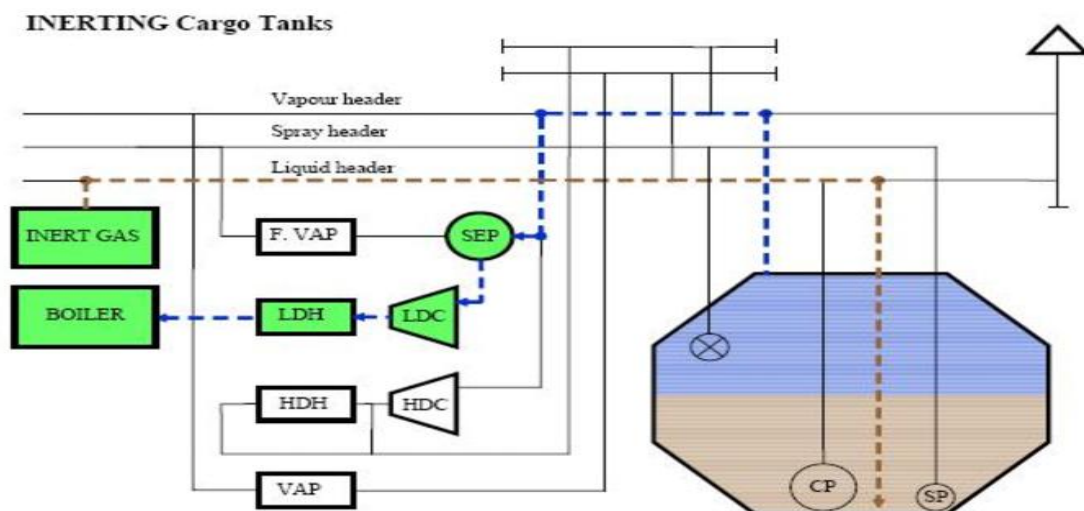 INERTING Cargo Tanks
Vapour header
Spray header
Liquid header
INERT GAS
F. VAP
SEP
BOILER
LDH
LDC
HDH
HDC
VAP
CP
SP